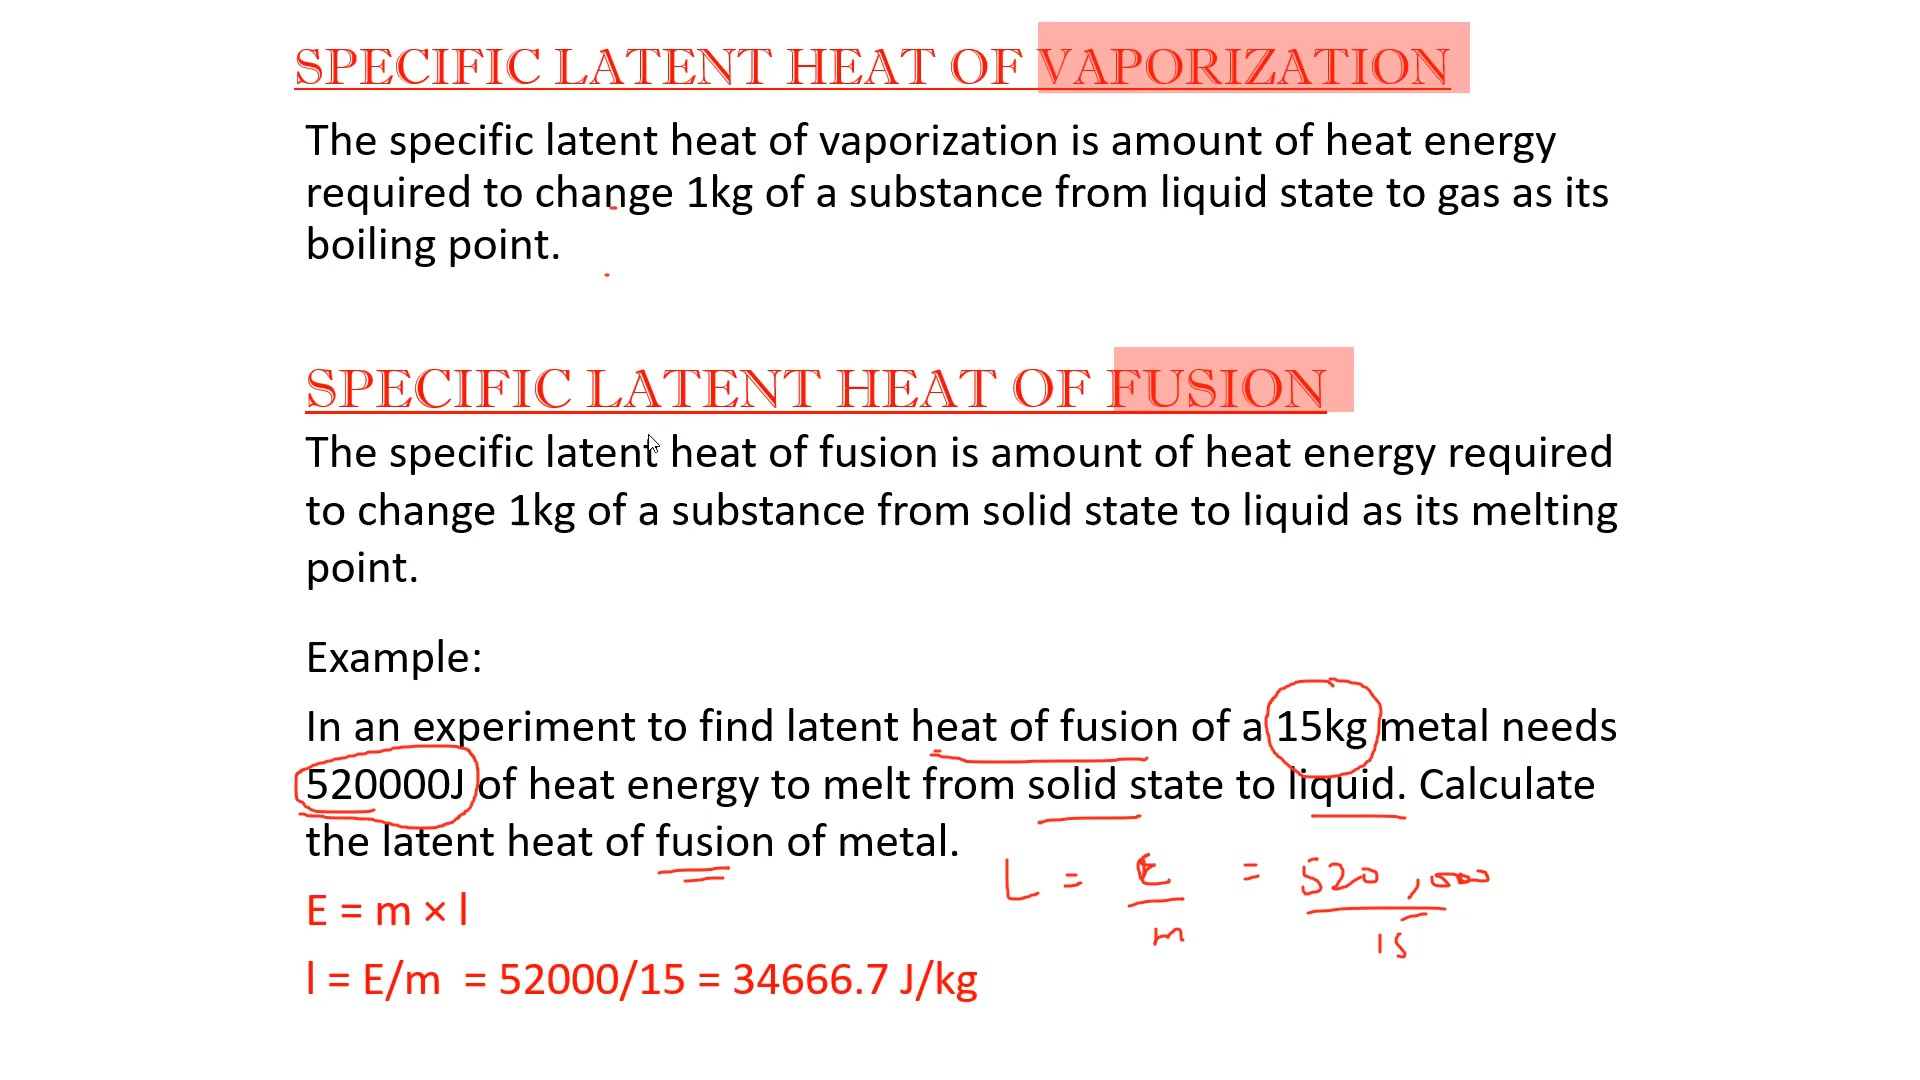 SPECIFIC LATENT HEAT OF VAPORIZATION
The specific latent heat of vaporization is amount of heat energy
required to change 1kg of a substance from liquid state to gas as its
boiling point.
SPECIFIC LATENT HEAT OF FUSION
The specific latent heat of fusion is amount of heat energy required
to change 1kg of a substance from solid state to liquid as its melting
point.
Example:
In an experiment to find latent heat of fusion of a 15kg metal needs
520000J of heat energy to melt from solid state to liquid. Calculate
the latent heat of fusion of metal.
L = E/m = 520,000/15
E = m × l
l = E/m = 52000/15 = 34666.7 J/kg